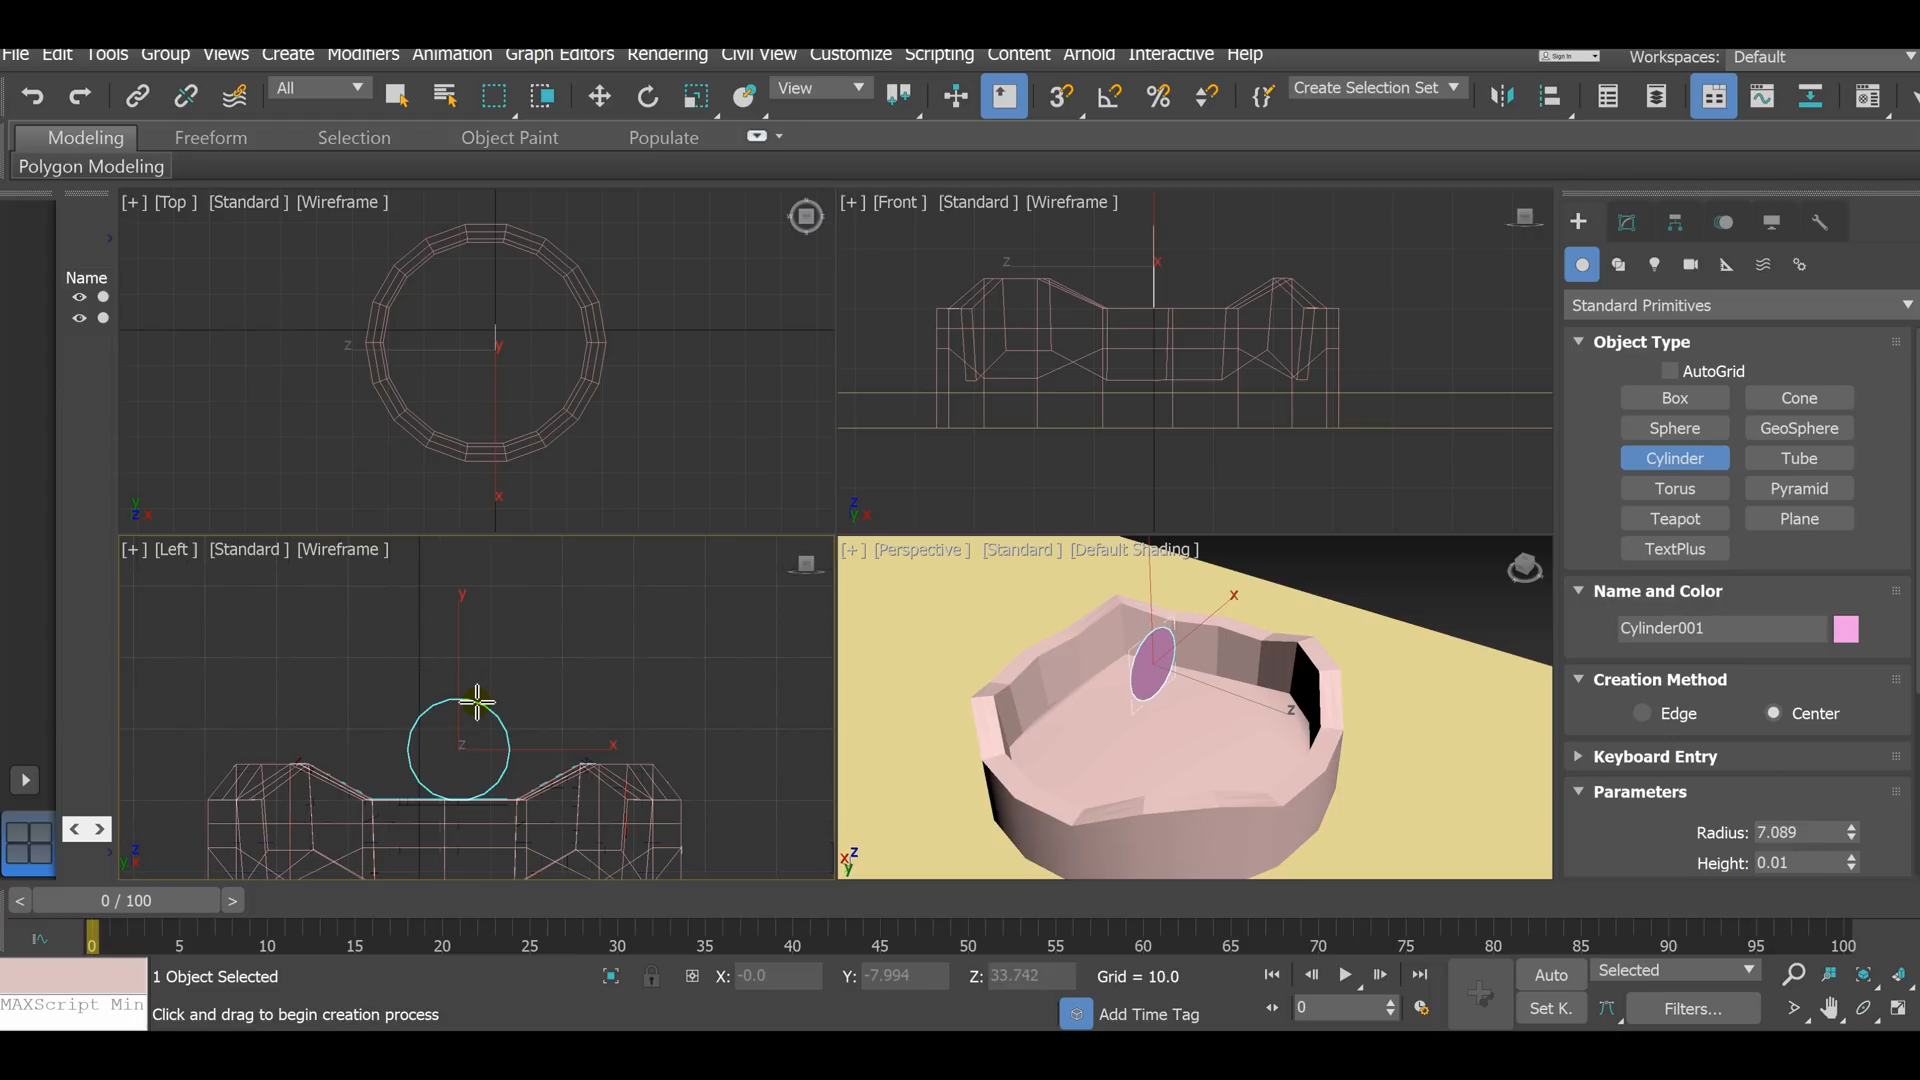 File Edit Tools Group Views Create Modifiers Animation Graph Editors Rendering Civil View Customize Scripting Content Arnold Interactive Help Sign In Workspaces: Default
All View Create Selection Set
Modeling Freeform Selection Object Paint Populate
Polygon Modeling
[+] [Top ] [Standard ] [Wireframe ]
[+] [Front ] [Standard ] [Wireframe ]
Name
z y x
y z x
z x
z y x
Standard Primitives
Object Type
AutoGrid
Box Cone
Sphere GeoSphere
Cylinder Tube
Torus Pyramid
Teapot Plane
TextPlus
[+] [Left ] [Standard ] [Wireframe ]
[+] [Perspective ] [Standard ] [Default Shading ]
y
z x
z y x
x
z
z x y
Name and Color
Cylinder001
Creation Method
Edge Center
Keyboard Entry
Parameters
Radius: 7.089
Height: 0.01
< 0 / 100 >
0 5 10 15 20 25 30 35 40 45 50 55 60 65 70 75 80 85 90 95 100
1 Object Selected X: -0.0 Y: -7.994 Z: 33.742 Grid = 10.0 Auto Selected
MAXScript Min Click and drag to begin creation process Add Time Tag 0 Set K. Filters...